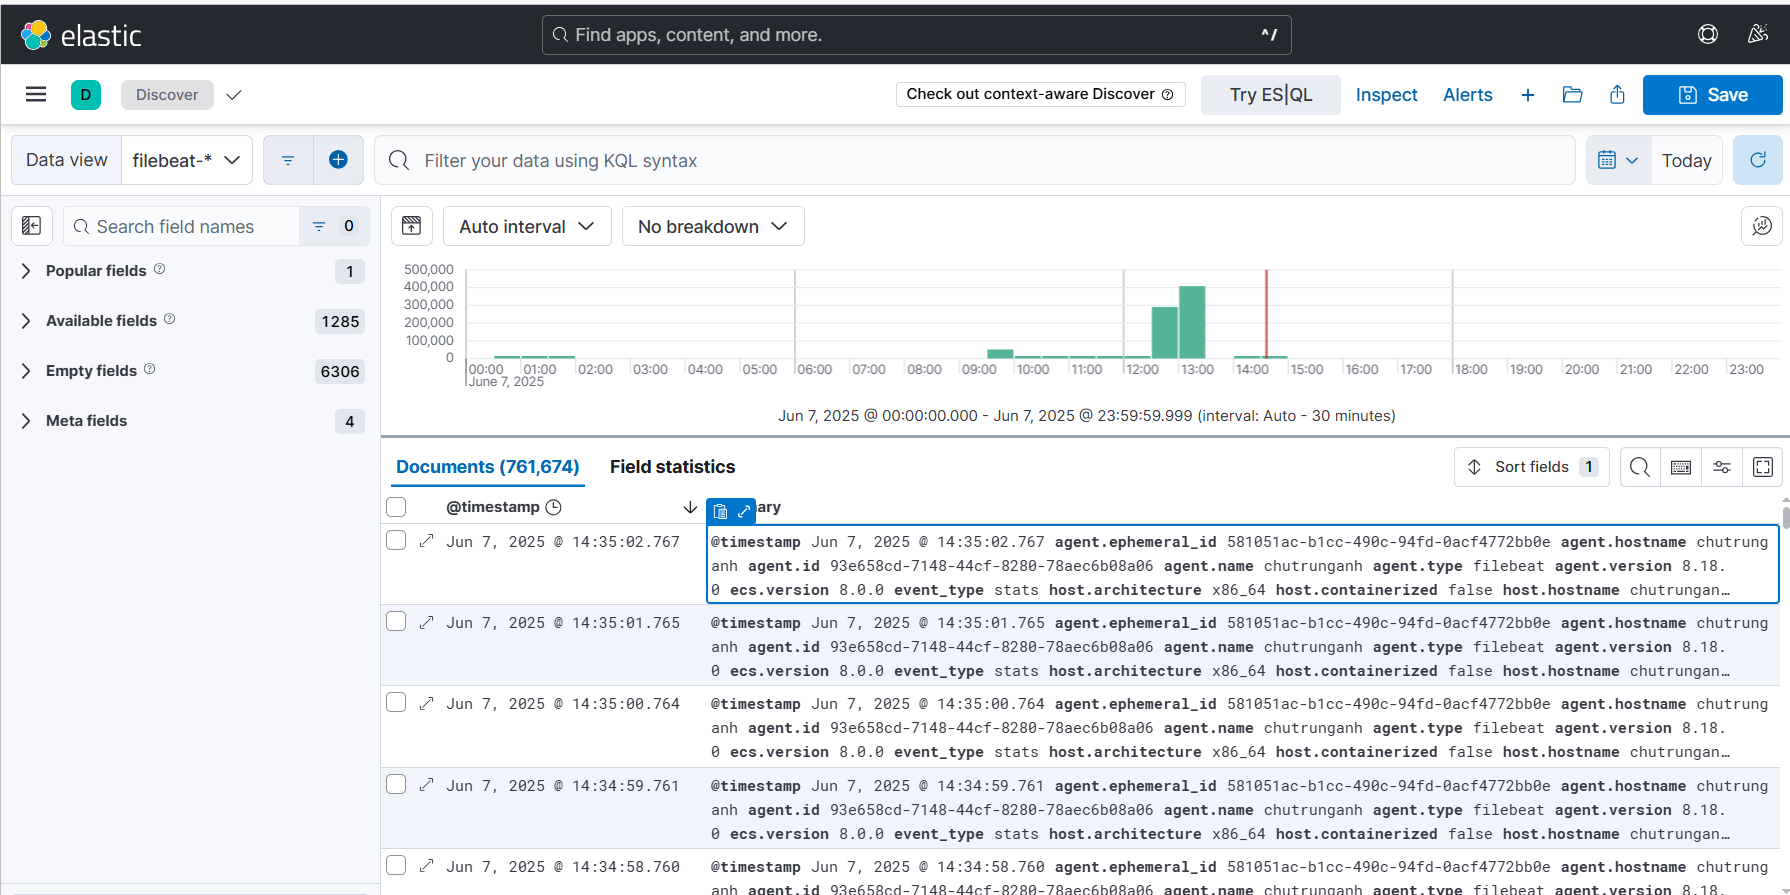 elastic
Find apps, content, and more.
^/
D
Discover
Check out context-aware Discover
Try ES|QL
Inspect
Alerts
Save
Data view
filebeat-*
Filter your data using KQL syntax
Today
Search field names
0
Auto interval
No breakdown
Popular fields
1
Available fields
1285
Empty fields
6306
Meta fields
4
500,000
400,000
300,000
200,000
100,000
0
00:00 01:00 02:00 03:00 04:00 05:00 06:00 07:00 08:00 09:00 10:00 11:00 12:00 13:00 14:00 15:00 16:00 17:00 18:00 19:00 20:00 21:00 22:00 23:00
June 7, 2025
Jun 7, 2025 @ 00:00:00.000 - Jun 7, 2025 @ 23:59:59.999 (interval: Auto - 30 minutes)
Documents (761,674)
Field statistics
Sort fields 1
@timestamp
ary
Jun 7, 2025 @ 14:35:02.767
@timestamp Jun 7, 2025 @ 14:35:02.767 agent.ephemeral_id 581051ac-b1cc-490c-94fd-0acf4772bb0e agent.hostname chutrung
anh agent.id 93e658cd-7148-44cf-8280-78aec6b08a06 agent.name chutrunganh agent.type filebeat agent.version 8.18.
0 ecs.version 8.0.0 event_type stats host.architecture x86_64 host.containerized false host.hostname chutrungan…
Jun 7, 2025 @ 14:35:01.765
@timestamp Jun 7, 2025 @ 14:35:01.765 agent.ephemeral_id 581051ac-b1cc-490c-94fd-0acf4772bb0e agent.hostname chutrung
anh agent.id 93e658cd-7148-44cf-8280-78aec6b08a06 agent.name chutrunganh agent.type filebeat agent.version 8.18.
0 ecs.version 8.0.0 event_type stats host.architecture x86_64 host.containerized false host.hostname chutrungan…
Jun 7, 2025 @ 14:35:00.764
@timestamp Jun 7, 2025 @ 14:35:00.764 agent.ephemeral_id 581051ac-b1cc-490c-94fd-0acf4772bb0e agent.hostname chutrung
anh agent.id 93e658cd-7148-44cf-8280-78aec6b08a06 agent.name chutrunganh agent.type filebeat agent.version 8.18.
0 ecs.version 8.0.0 event_type stats host.architecture x86_64 host.containerized false host.hostname chutrungan…
Jun 7, 2025 @ 14:34:59.761
@timestamp Jun 7, 2025 @ 14:34:59.761 agent.ephemeral_id 581051ac-b1cc-490c-94fd-0acf4772bb0e agent.hostname chutrung
anh agent.id 93e658cd-7148-44cf-8280-78aec6b08a06 agent.name chutrunganh agent.type filebeat agent.version 8.18.
0 ecs.version 8.0.0 event_type stats host.architecture x86_64 host.containerized false host.hostname chutrungan…
Jun 7, 2025 @ 14:34:58.760
@timestamp Jun 7, 2025 @ 14:34:58.760 agent.ephemeral_id 581051ac-b1cc-490c-94fd-0acf4772bb0e agent.hostname chutrung
anh agent.id 93e658cd-7148-44cf-8280-78aec6b08a06 agent.name chutrunganh agent.type filebeat agent.version 8.18.